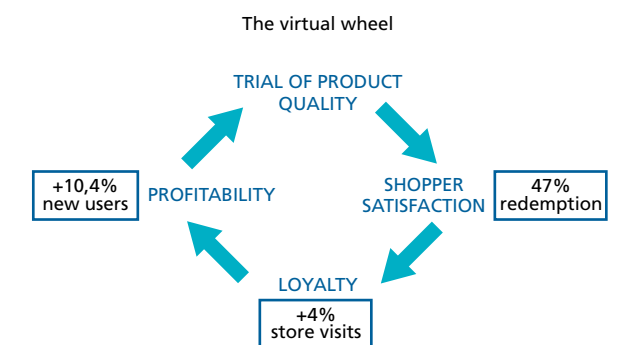 The virtual wheel
TRIAL OF PRODUCT
QUALITY
+10,4%
new users
PROFITABILITY
SHOPPER
SATISFACTION
47%
redemption
LOYALTY
+4%
store visits